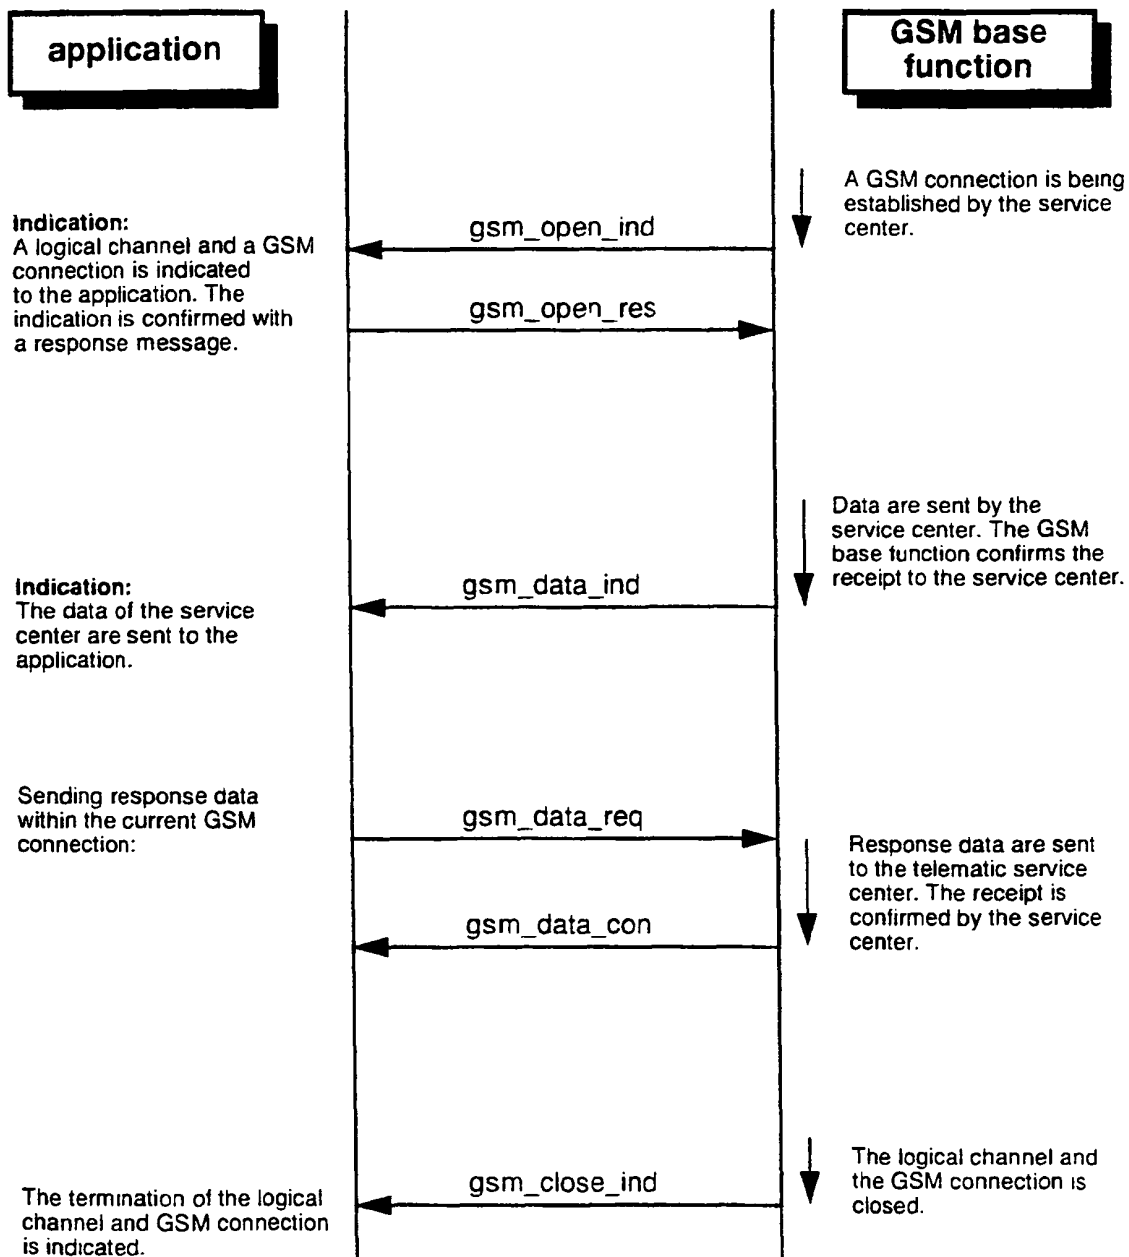 application
GSM base
function
A GSM connection is being
established by the service
center.
Indication:
A logical channel and a GSM
connection is indicated
to the application. The
indication is confirmed with
a response message.
gsm_open_ind
gsm_open_res
Data are sent by the
service center. The GSM
base function confirms the
receipt to the service center.
gsm_data_ind
Indication:
The data of the service
center are sent to the
application.
Sending response data
within the current GSM
connection:
gsm_data_req
Response data are sent
to the telematic service
center. The receipt is
confirmed by the service
center.
gsm_data_con
The logical channel and
the GSM connection is
closed.
gsm_close_ind
The termination of the logical
channel and GSM connection
is indicated.